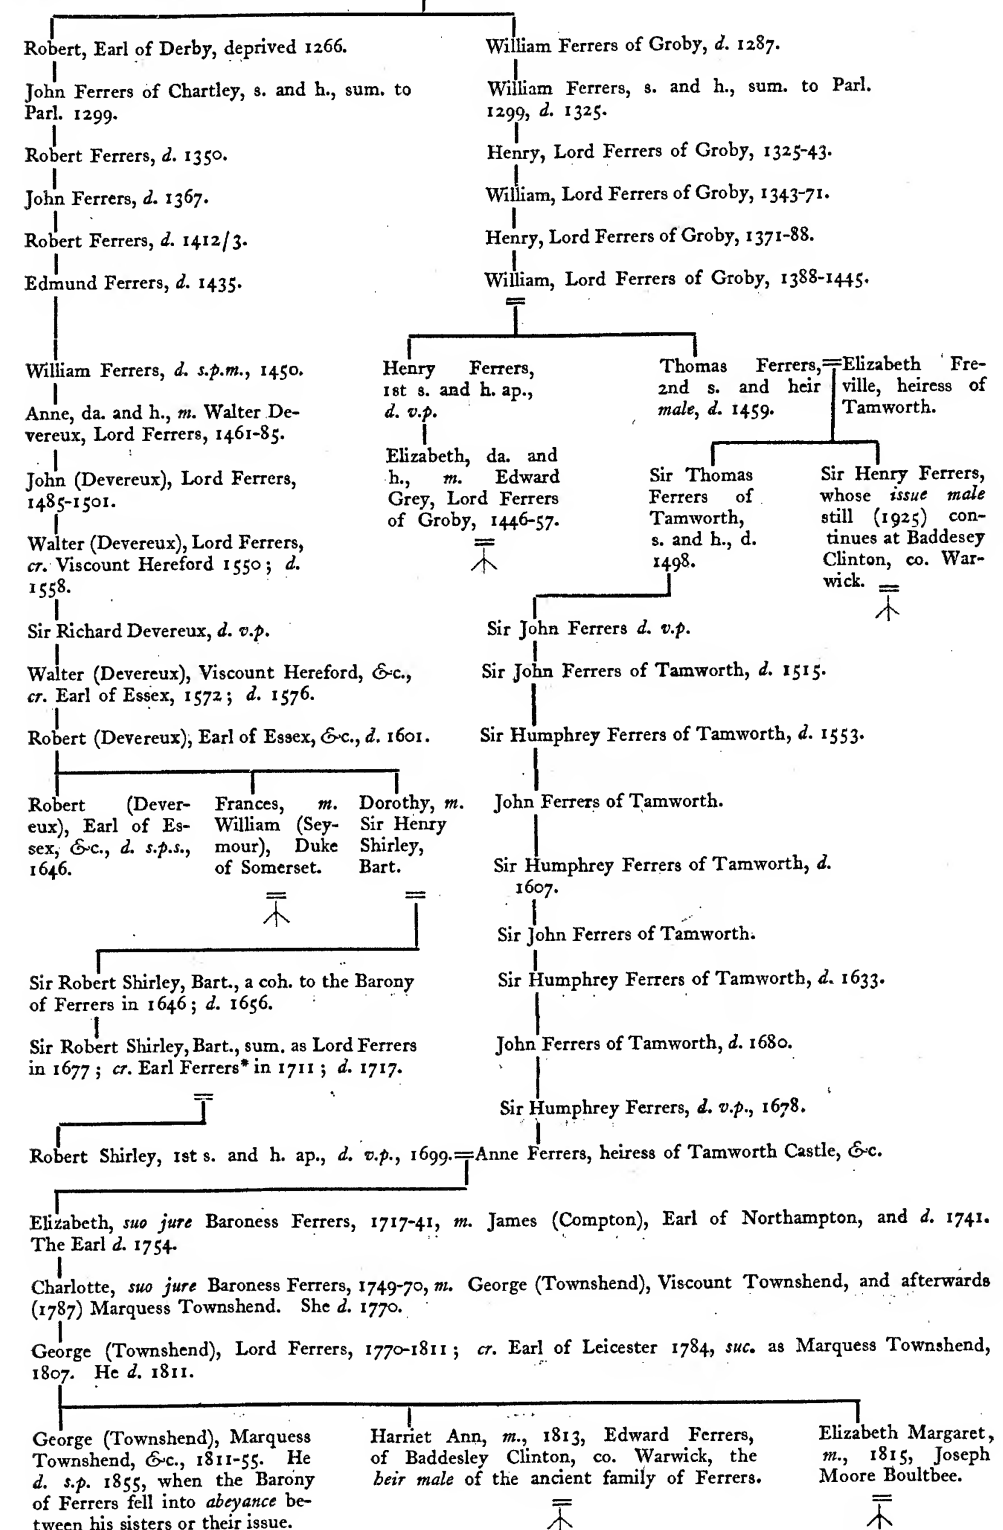 Robert, Earl of Derby, deprived 1266.
John Ferrers of Chartley, s. and h., sum. to
Parl. 1299.
Robert Ferrers, d. 1350.
John Ferrers, d. 1367.
Robert Ferrers, d. 1412/3.
Edmund Ferrers, d. 1435.
William Ferrers of Groby, d. 1287.
William Ferrers, s. and h., sum. to Parl.
1299, d. 1325.
Henry, Lord Ferrers of Groby, 1325-43.
William, Lord Ferrers of Groby, 1343-71.
Henry, Lord Ferrers of Groby, 1371-88.
William, Lord Ferrers of Groby, 1388-1445.
William Ferrers, d. s.p.m., 1450.
Anne, da. and h., m. Walter De-
vereux, Lord Ferrers, 1461-85.
John (Devereux), Lord Ferrers,
1485-1501.
Walter (Devereux), Lord Ferrers,
cr. Viscount Hereford 1550; d.
1558.
Henry Ferrers,
1st s. and h. ap.,
d. v.p.
Elizabeth, da. and
h., m. Edward
Grey, Lord Ferrers
of Groby, 1446-57.
Thomas Ferrers,=Elizabeth Fre-
2nd s. and heir ville, heiress of
male, d. 1459. Tamworth.
Sir Thomas
Ferrers of
Tamworth,
s. and h., d.
1498.
Sir Henry Ferrers,
whose issue male
still (1925) con-
tinues at Baddesey
Clinton, co. War-
wick.
Sir Richard Devereux, d. v.p.
Walter (Devereux), Viscount Hereford, &c.,
cr. Earl of Essex, 1572; d. 1576.
Robert (Devereux), Earl of Essex, &c., d. 1601.
Robert (Dever-
eux), Earl of Es-
sex, &c., d. s.p.s.,
1646.
Frances, m.
William (Sey-
mour), Duke
of Somerset.
Dorothy, m.
Sir Henry
Shirley,
Bart.
Sir Robert Shirley, Bart., a coh. to the Barony
of Ferrers in 1646; d. 1656.
Sir Robert Shirley, Bart., sum. as Lord Ferrers
in 1677; cr. Earl Ferrers* in 1711; d. 1717.
Sir John Ferrers d. v.p.
Sir John Ferrers of Tamworth, d. 1515.
Sir Humphrey Ferrers of Tamworth, d. 1553.
John Ferrers of Tamworth.
Sir Humphrey Ferrers of Tamworth, d.
1607.
Sir John Ferrers of Tamworth.
Sir Humphrey Ferrers of Tamworth, d. 1633.
John Ferrers of Tamworth, d. 1680.
Sir Humphrey Ferrers, d. v.p., 1678.
Robert Shirley, 1st s. and h. ap., d. v.p., 1699.=Anne Ferrers, heiress of Tamworth Castle, &c.
Elizabeth, suo jure Baroness Ferrers, 1717-41, m. James (Compton), Earl of Northampton, and d. 1741.
The Earl d. 1754.
Charlotte, suo jure Baroness Ferrers, 1749-70, m. George (Townshend), Viscount Townshend, and afterwards
(1787) Marquess Townshend. She d. 1770.
George (Townshend), Lord Ferrers, 1770-1811; cr. Earl of Leicester 1784, suc. as Marquess Townshend,
1807. He d. 1811.
George (Townshend), Marquess
Townshend, &c., 1811-55. He
d. s.p. 1855, when the Barony
of Ferrers fell into abeyance be-
tween his sisters or their issue.
Harriet Ann, m., 1813, Edward Ferrers,
of Baddesley Clinton, co. Warwick, the
heir male of the ancient family of Ferrers.
Elizabeth Margaret,
m., 1815, Joseph
Moore Boultbee.